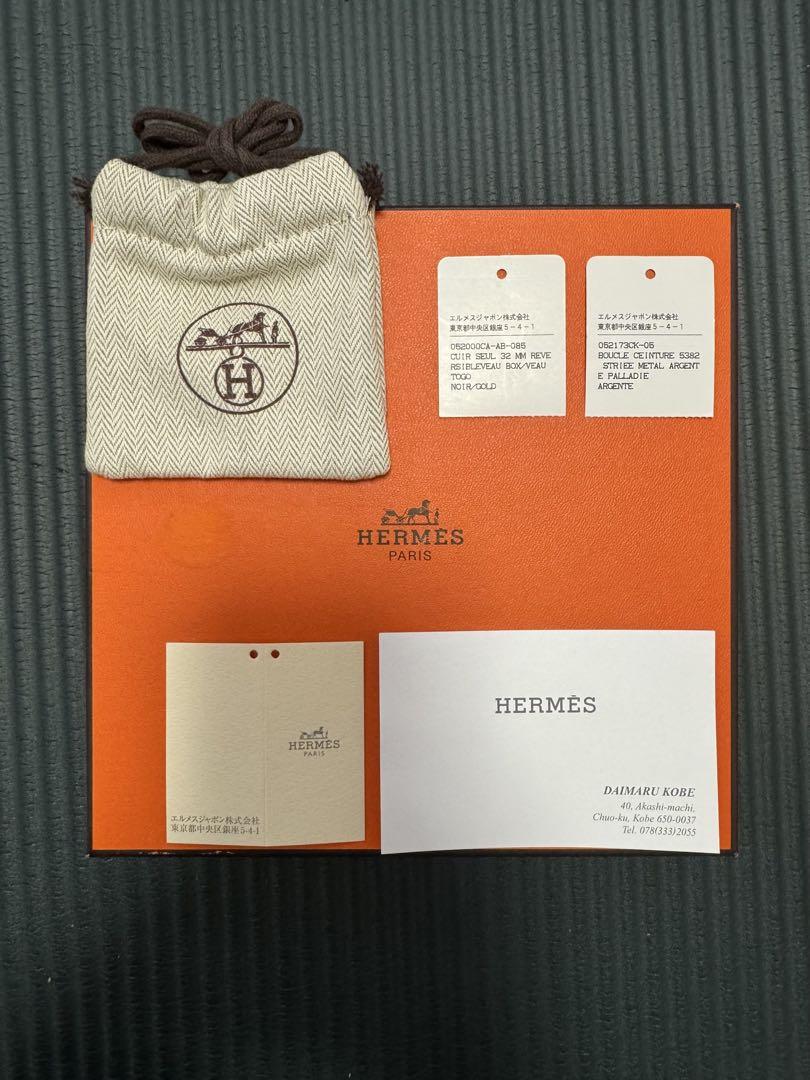 H
エルメスジャポン株式会社
東京都中央区銀座5-4-1
052000CA-AB-085
CUIR SEUL 32 MM REVE
RSIBLEVEAU BOX/VEAU
TOGO
NOIR/GOLD
エルメスジャポン株式会社
東京都中央区銀座5-4-1
052173CK-05
BOUCLE CEINTURE 5382
STRIEE METAL ARGENT
E PALLADIE
ARGENTE
HERMÈS
PARIS
HERMÈS
PARIS
エルメスジャポン株式会社
東京都中央区銀座5-4-1
HERMĒS
DAIMARU KOBE
40, Akashi-machi,
Chuo-ku, Kobe 650-0037
Tel. 078(333)2055